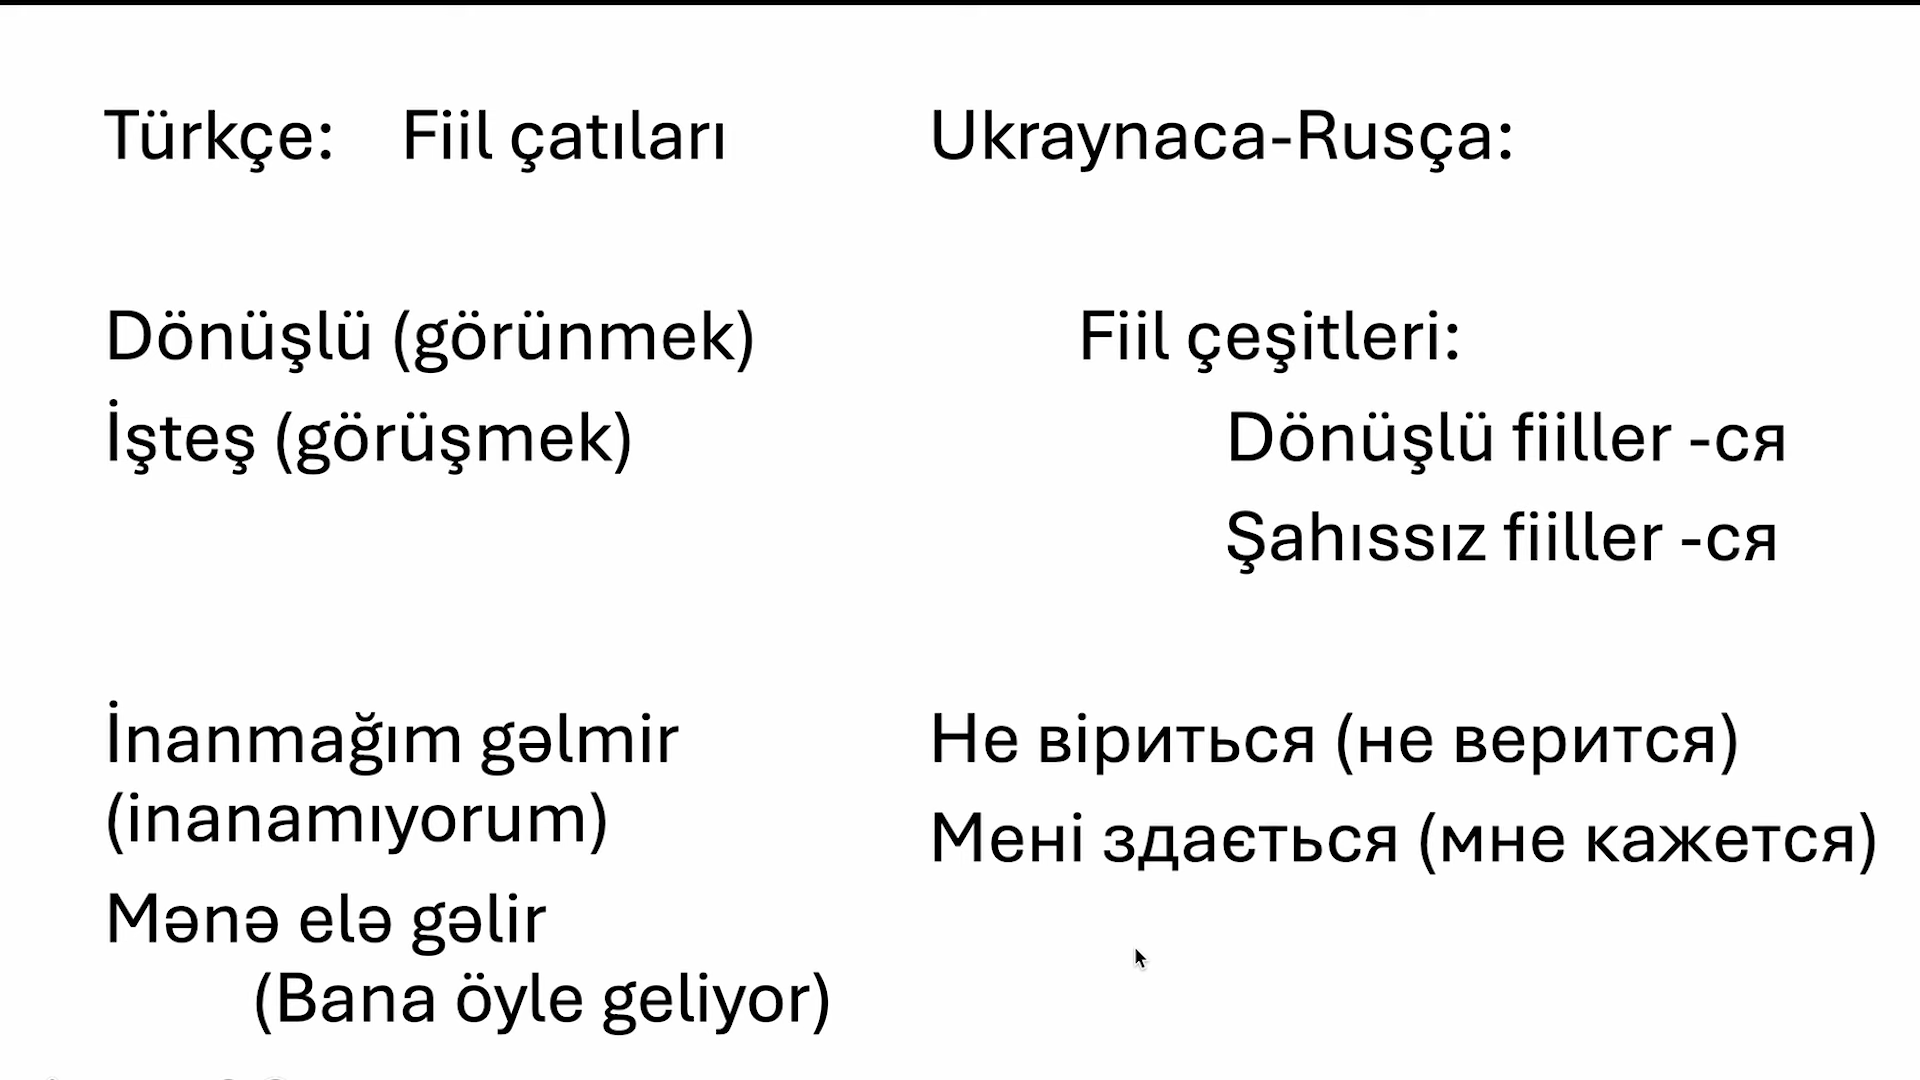 Türkçe: Fiil çatıları
Dönüşlü (görünmek)
İşteş (görüşmek)
İnanmağım gəlmir
(inanamıyorum)
Mənə elə gəlir
(Bana öyle geliyor)
Ukraynaca-Rusça:
Fiil çeşitleri:
Dönüşlü fiiller -ся
Şahıssız fiiller -ся
Не віриться (не верится)
Мені здається (мне кажется)